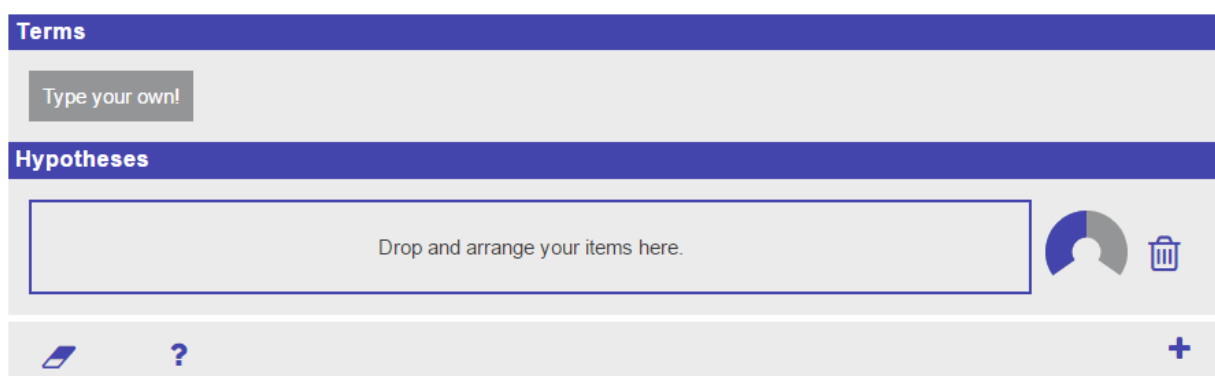 Terms
Type your own!
Hypotheses
Drop and arrange your items here.
?
+